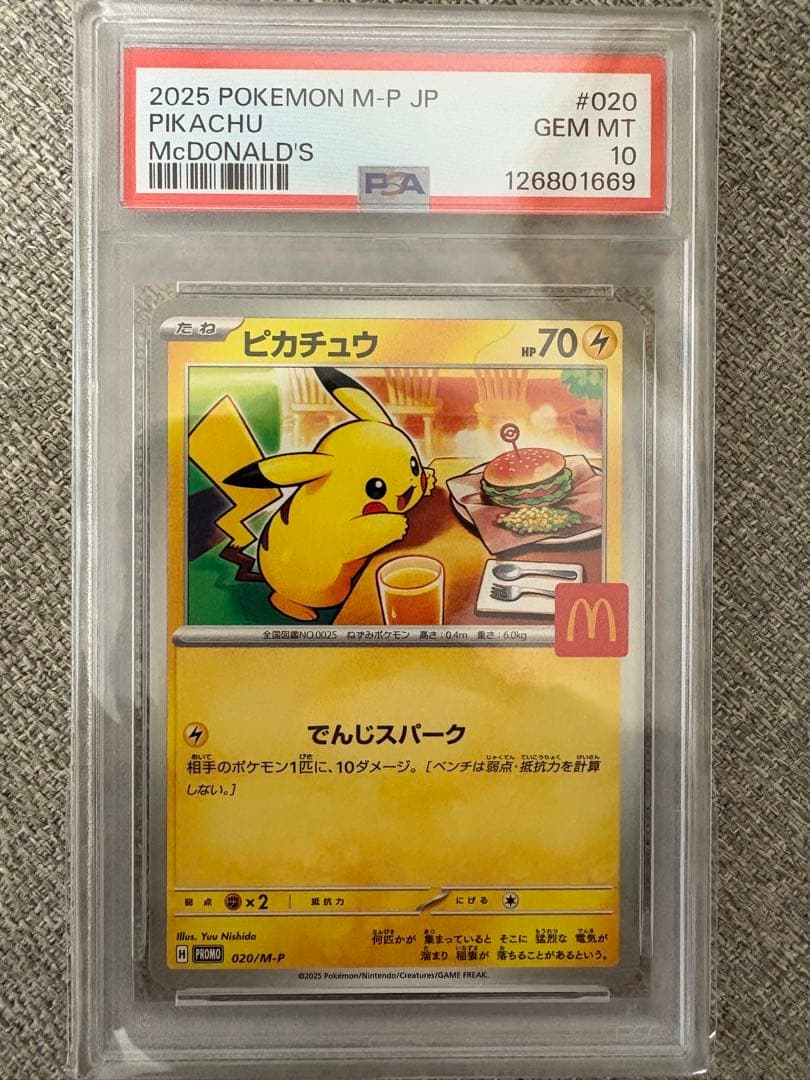 2025 POKEMON M-P JP #020
PIKACHU GEM MT
McDONALD'S 10
PSA 126801669
たね ピカチュウ HP70
全国図鑑NO.0025 ねずみポケモン 高さ:0.4m 重さ:6.0kg
でんじスパーク
相手のポケモン1匹に、10ダメージ。[ベンチは弱点・抵抗力を計算
しない。]
弱点 ×2 抵抗力 にげる
Illus. Yuu Nishida
何匹かが 集まっていると そこに 猛烈な 電気が
溜まり 稲妻が 落ちることがあるという。
H PROMO 020/M-P
©2025 Pokémon/Nintendo/Creatures/GAME FREAK.